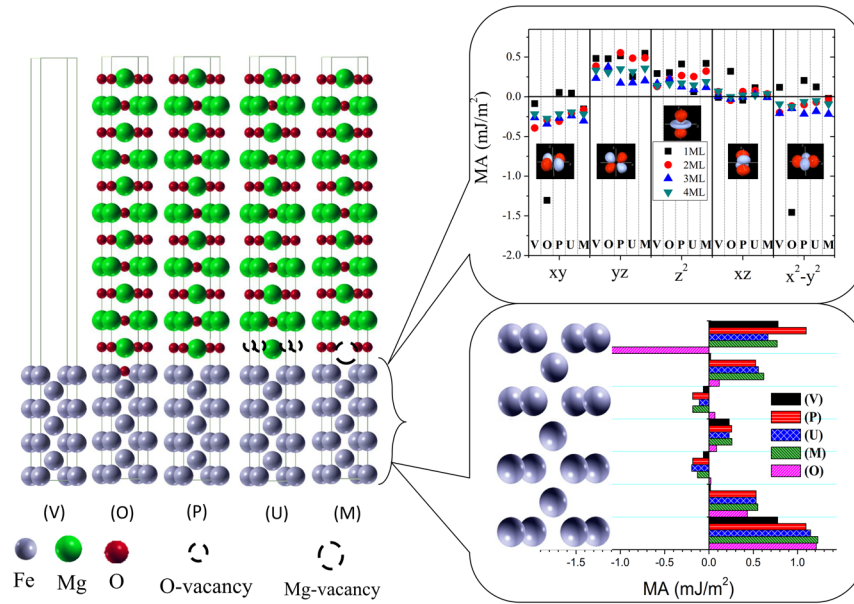 (V)
(O)
(P)
(U)
(M)
Fe
Mg
O
O-vacancy
Mg-vacancy
MA (mJ/m²)
0.5
0.0
-0.5
-1.0
-1.5
-2.0
1ML
2ML
3ML
4ML
V O P U M V O P U M V O P U M V O P U M V O P U M
xy yz z² xz x²-y²
(V)
(P)
(U)
(M)
(O)
-1.5 -1.0 -0.5 0.0 0.5 1.0
MA (mJ/m²)